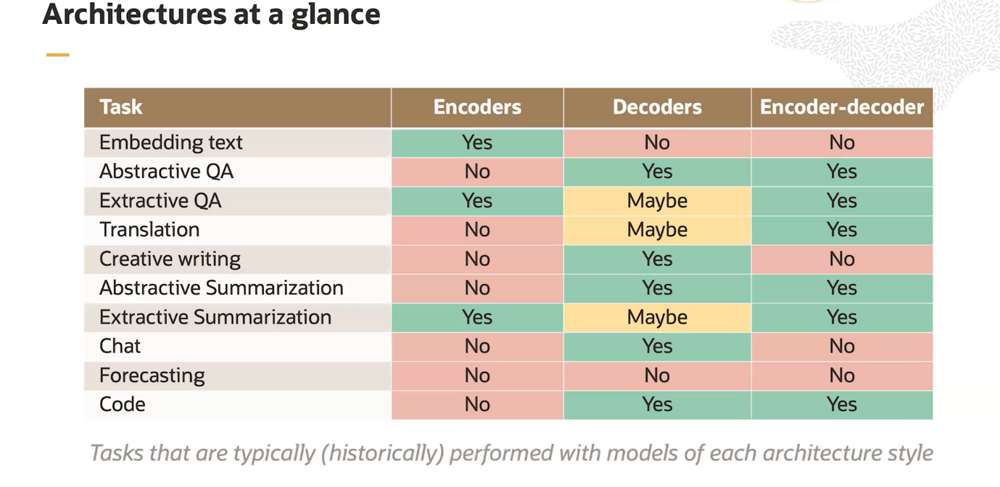 Architectures at a glance
Task Encoders Decoders Encoder-decoder
Embedding text Yes No No
Abstractive QA No Yes Yes
Extractive QA Yes Maybe Yes
Translation No Maybe Yes
Creative writing No Yes No
Abstractive Summarization No Yes Yes
Extractive Summarization Yes Maybe Yes
Chat No Yes No
Forecasting No No No
Code No Yes Yes
Tasks that are typically (historically) performed with models of each architecture style